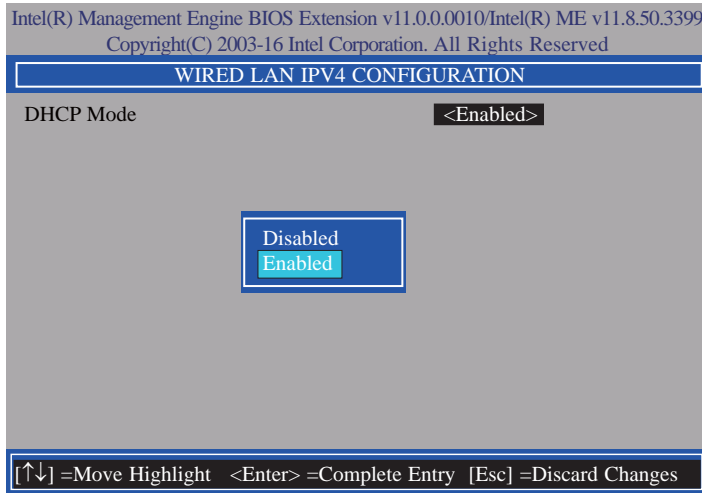 Intel(R) Management Engine BIOS Extension v11.0.0.0010/Intel(R) ME v11.8.50.3399
Copyright(C) 2003-16 Intel Corporation. All Rights Reserved
WIRED LAN IPV4 CONFIGURATION
DHCP Mode <Enabled>
Disabled
Enabled
[↑↓] =Move Highlight <Enter> =Complete Entry [Esc] =Discard Changes